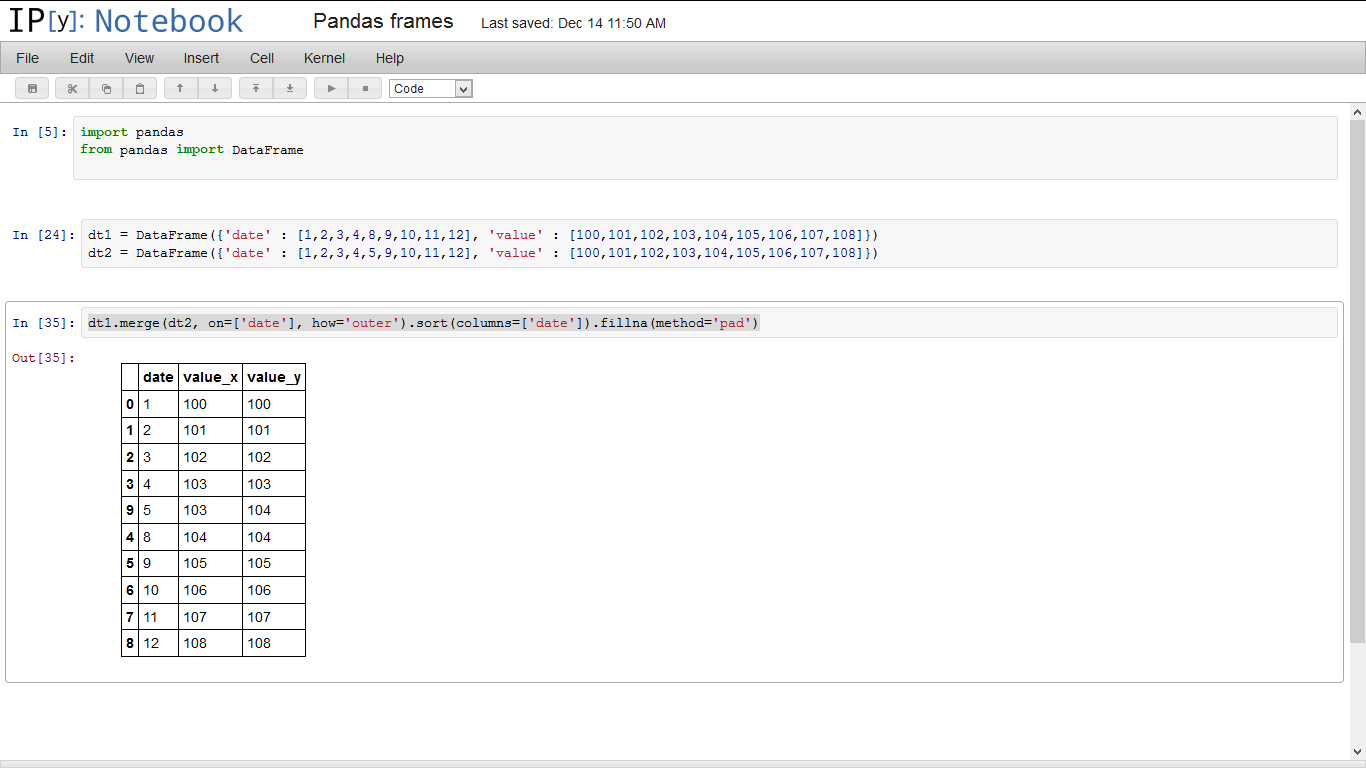 IP[y]: Notebook Pandas frames Last saved: Dec 14 11:50 AM
File Edit View Insert Cell Kernel Help
Code
In [5]: import pandas
from pandas import DataFrame
In [24]: dt1 = DataFrame({'date' : [1,2,3,4,8,9,10,11,12], 'value' : [100,101,102,103,104,105,106,107,108]})
dt2 = DataFrame({'date' : [1,2,3,4,5,9,10,11,12], 'value' : [100,101,102,103,104,105,106,107,108]})
In [35]: dt1.merge(dt2, on=['date'], how='outer').sort(columns=['date']).fillna(method='pad')
Out[35]:
date value_x value_y
0 1 100 100
1 2 101 101
2 3 102 102
3 4 103 103
9 5 103 104
4 8 104 104
5 9 105 105
6 10 106 106
7 11 107 107
8 12 108 108